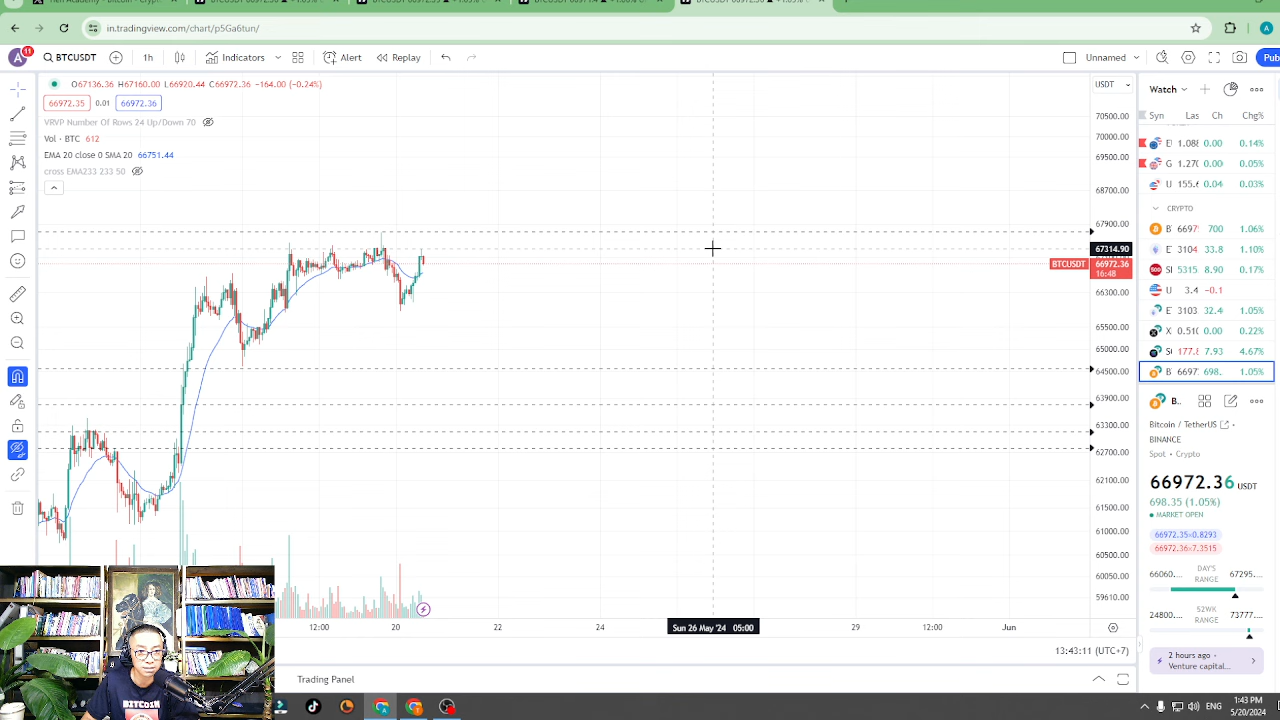 in.tradingview.com/chart/p5Ga6tun/
A
A
11
BTCUSDT
1h
Indicators
Alert
Replay
Unnamed
Pub
O67136.36 H67160.00 L66920.44 C66972.36 −164.00 (−0.24%)
66972.35
0.01
66972.36
VRVP Number Of Rows 24 Up/Down 70
Vol · BTC 612
EMA 20 close 0 SMA 20 66751.44
cross EMA233 233 50
USDT
70500.00
70000.00
69500.00
68700.00
67900.00
67314.90
BTCUSDT 66972.36
16:48
66300.00
65500.00
65000.00
64500.00
63900.00
63300.00
62700.00
62100.00
61500.00
61000.00
60500.00
60050.00
59610.00
12:00
20
22
24
Sun 26 May '24 05:00
29
12:00
Jun
13:43:11 (UTC+7)
Trading Panel
Watch
Syn Las Ch Chg%
1.088 0.00 0.14%
G 1.270 0.00 0.05%
U 155.6 0.04 0.03%
CRYPTO
B 6697 700 1.06%
E 3104 33.8 1.10%
5315 8.90 0.17%
U 3.4 −0.1
E 3103 32.4 1.05%
X 0.510 0.00 0.22%
177.8 7.93 4.67%
B 6697 698. 1.05%
B..
Bitcoin / TetherUS
BINANCE
Spot • Crypto
66972.36 USDT
698.35 (1.05%)
MARKET OPEN
66972.35×0.8293
66972.36×7.3515
66060.... DAY'S RANGE 67295....
24800.... 52WK RANGE 73777....
2 hours ago
Venture capital...
BITCOIN
ENG
1:43 PM
5/20/2024